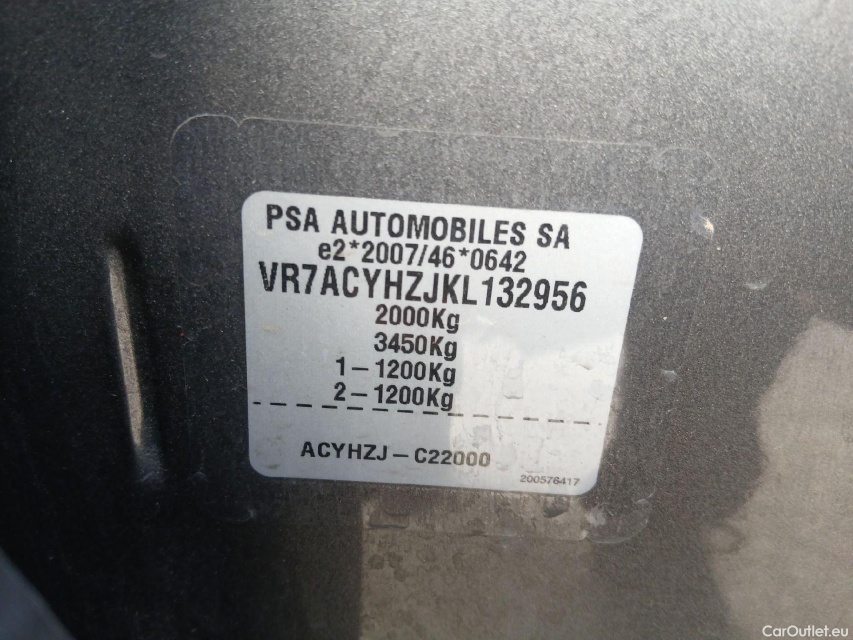 PSA AUTOMOBILES SA
e2*2007/46*0642
VR7ACYHZJKL132956
2000Kg
3450Kg
1-1200Kg
2-1200Kg
ACYHZJ-C22000
200576417
CarOutlet.eu